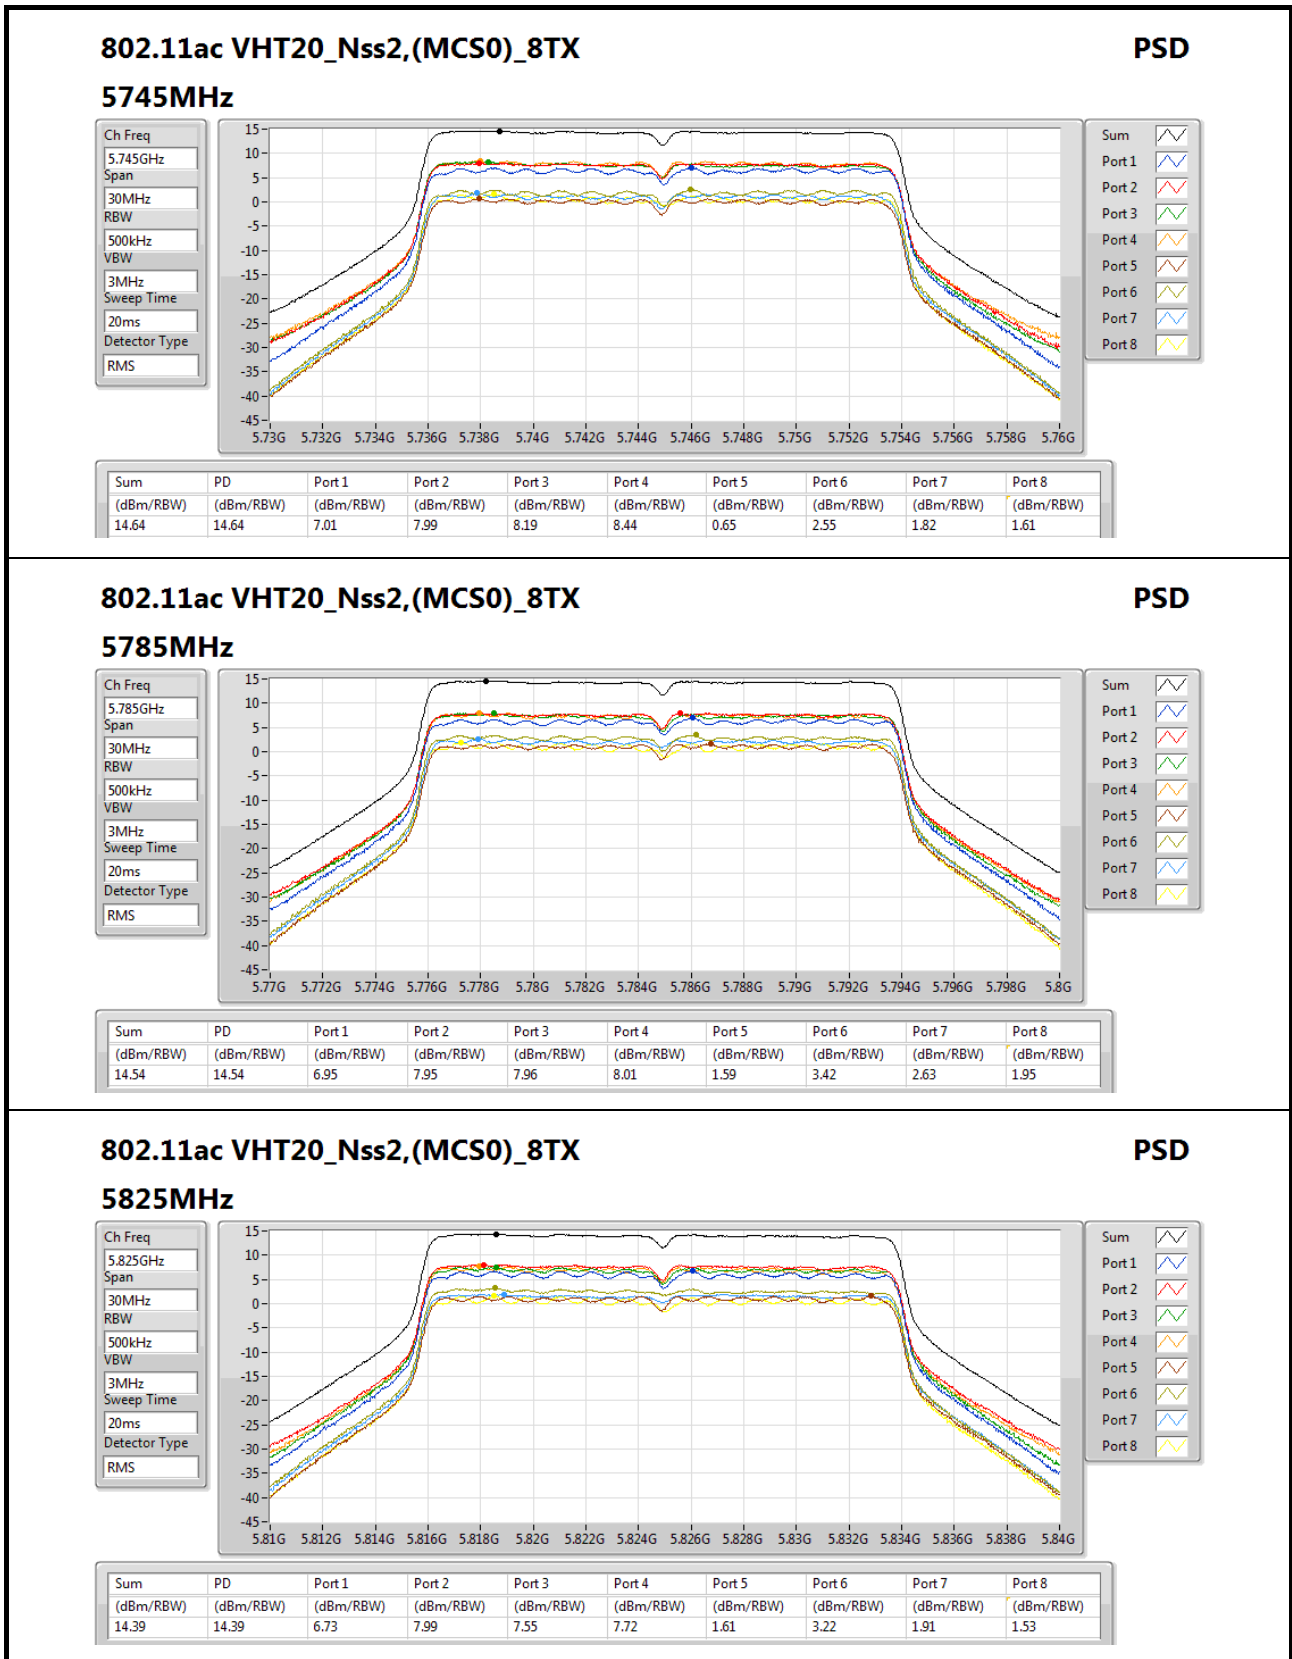 802.11ac VHT20_Nss2,(MCS0)_8TX PSD
5745MHz
Ch Freq
5.745GHz
Span
30MHz
RBW
500kHz
VBW
3MHz
Sweep Time
20ms
Detector Type
RMS
15
10
5
0
-5
-10
-15
-20
-25
-30
-35
-40
-45
5.73G 5.732G 5.734G 5.736G 5.738G 5.74G 5.742G 5.744G 5.746G 5.748G 5.75G 5.752G 5.754G 5.756G 5.758G 5.76G
Sum
Port 1
Port 2
Port 3
Port 4
Port 5
Port 6
Port 7
Port 8
Sum PD Port 1 Port 2 Port 3 Port 4 Port 5 Port 6 Port 7 Port 8
(dBm/RBW) (dBm/RBW) (dBm/RBW) (dBm/RBW) (dBm/RBW) (dBm/RBW) (dBm/RBW) (dBm/RBW) (dBm/RBW) (dBm/RBW)
14.64 14.64 7.01 7.99 8.19 8.44 0.65 2.55 1.82 1.61
802.11ac VHT20_Nss2,(MCS0)_8TX PSD
5785MHz
Ch Freq
5.785GHz
Span
30MHz
RBW
500kHz
VBW
3MHz
Sweep Time
20ms
Detector Type
RMS
15
10
5
0
-5
-10
-15
-20
-25
-30
-35
-40
-45
5.77G 5.772G 5.774G 5.776G 5.778G 5.78G 5.782G 5.784G 5.786G 5.788G 5.79G 5.792G 5.794G 5.796G 5.798G 5.8G
Sum
Port 1
Port 2
Port 3
Port 4
Port 5
Port 6
Port 7
Port 8
Sum PD Port 1 Port 2 Port 3 Port 4 Port 5 Port 6 Port 7 Port 8
(dBm/RBW) (dBm/RBW) (dBm/RBW) (dBm/RBW) (dBm/RBW) (dBm/RBW) (dBm/RBW) (dBm/RBW) (dBm/RBW) (dBm/RBW)
14.54 14.54 6.95 7.95 7.96 8.01 1.59 3.42 2.63 1.95
802.11ac VHT20_Nss2,(MCS0)_8TX PSD
5825MHz
Ch Freq
5.825GHz
Span
30MHz
RBW
500kHz
VBW
3MHz
Sweep Time
20ms
Detector Type
RMS
15
10
5
0
-5
-10
-15
-20
-25
-30
-35
-40
-45
5.81G 5.812G 5.814G 5.816G 5.818G 5.82G 5.822G 5.824G 5.826G 5.828G 5.83G 5.832G 5.834G 5.836G 5.838G 5.84G
Sum
Port 1
Port 2
Port 3
Port 4
Port 5
Port 6
Port 7
Port 8
Sum PD Port 1 Port 2 Port 3 Port 4 Port 5 Port 6 Port 7 Port 8
(dBm/RBW) (dBm/RBW) (dBm/RBW) (dBm/RBW) (dBm/RBW) (dBm/RBW) (dBm/RBW) (dBm/RBW) (dBm/RBW) (dBm/RBW)
14.39 14.39 6.73 7.99 7.55 7.72 1.61 3.22 1.91 1.53